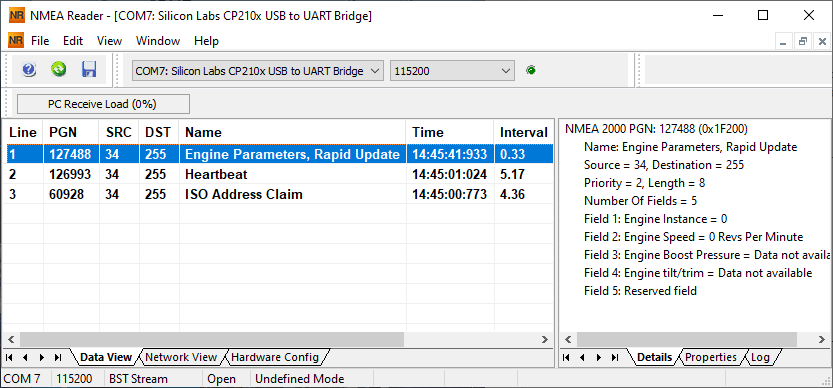 NR NMEA Reader - [COM7: Silicon Labs CP210x USB to UART Bridge]
NR File Edit View Window Help
COM7: Silicon Labs CP210x USB to UART Bridge 115200
PC Receive Load (0%)
Line PGN SRC DST Name Time Interval
1 127488 34 255 Engine Parameters, Rapid Update 14:45:41:933 0.33
2 126993 34 255 Heartbeat 14:45:01:024 5.17
3 60928 34 255 ISO Address Claim 14:45:00:773 4.36
Data View Network View Hardware Config
NMEA 2000 PGN: 127488 (0x1F200)
Name: Engine Parameters, Rapid Update
Source = 34, Destination = 255
Priority = 2, Length = 8
Number Of Fields = 5
Field 1: Engine Instance = 0
Field 2: Engine Speed = 0 Revs Per Minute
Field 3: Engine Boost Pressure = Data not availa
Field 4: Engine tilt/trim = Data not available
Field 5: Reserved field
Details Properties Log
COM 7 115200 BST Stream Open Undefined Mode